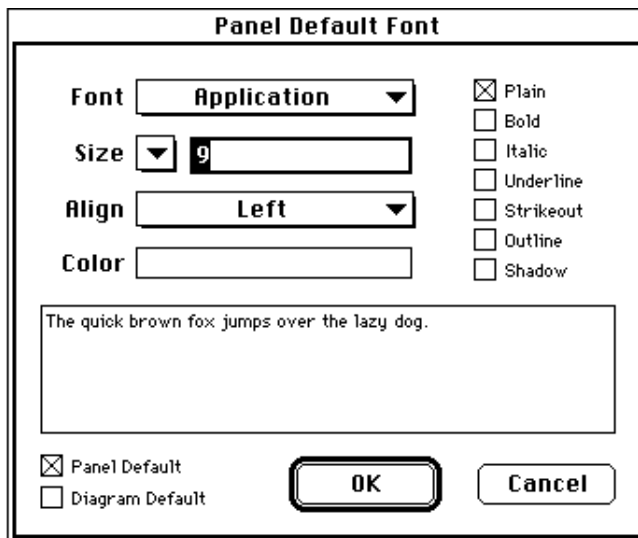 Panel Default Font
Font Application
Size 9
Align Left
Color
Plain
Bold
Italic
Underline
Strikeout
Outline
Shadow
The quick brown fox jumps over the lazy dog.
Panel Default
Diagram Default
OK
Cancel